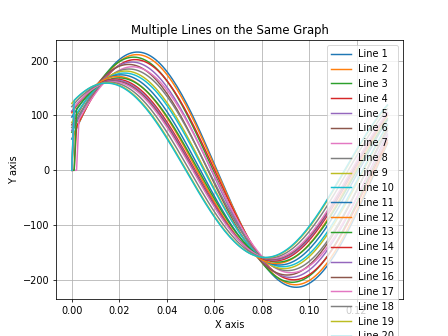 Multiple Lines on the Same Graph
Y axis
200
100
0
−100
−200
0.00
0.02
0.04
0.06
0.08
0.10
X axis
Line 1
Line 2
Line 3
Line 4
Line 5
Line 6
Line 7
Line 8
Line 9
Line 10
Line 11
Line 12
Line 13
Line 14
Line 15
Line 16
Line 17
Line 18
Line 19
Line 20